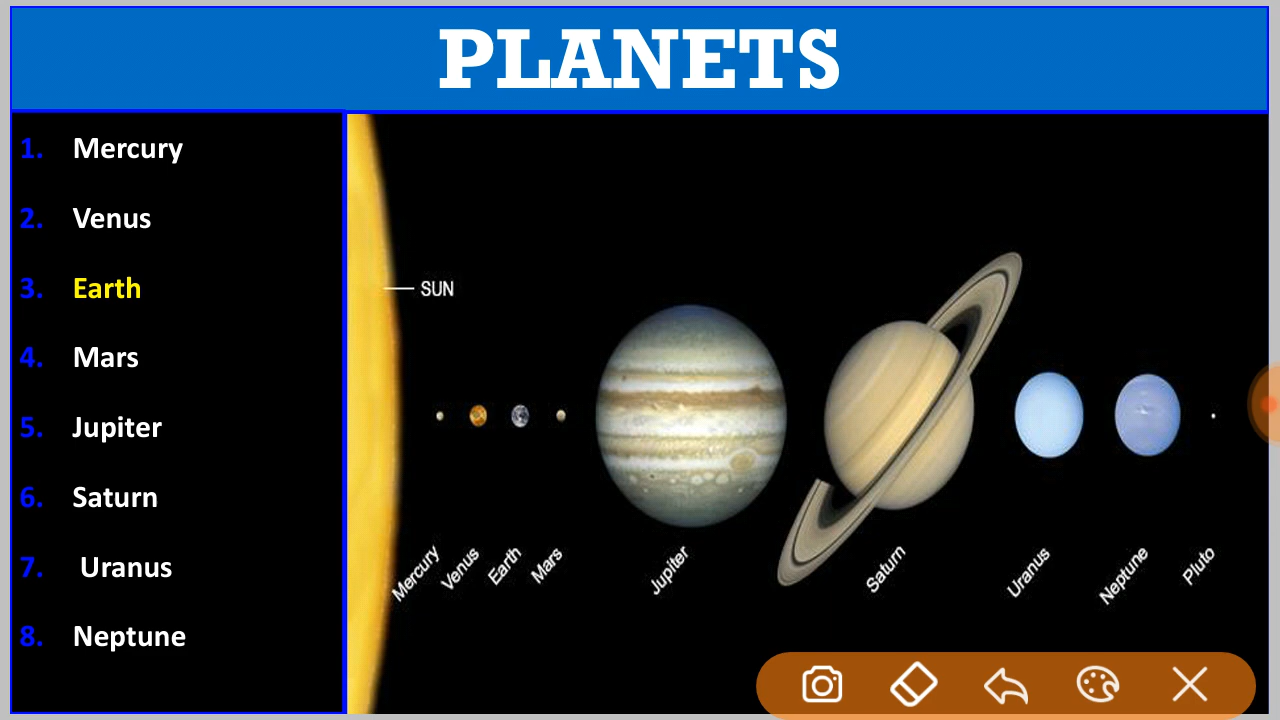 PLANETS
1. Mercury
2. Venus
3. Earth
4. Mars
5. Jupiter
6. Saturn
7. Uranus
8. Neptune
SUN
Mercury
Venus
Earth
Mars
Jupiter
Saturn
Uranus
Neptune
Pluto